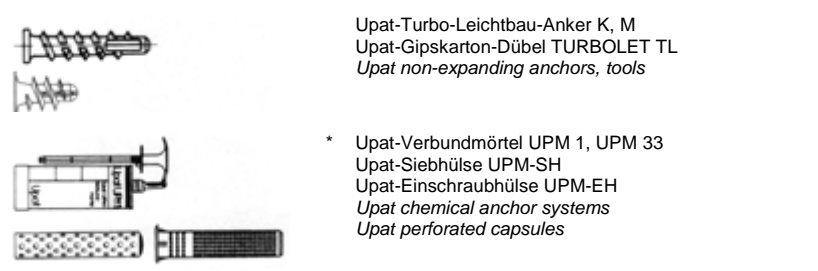 Upat-Turbo-Leichtbau-Anker K, M
Upat-Gipskarton-Dübel TURBOLET TL
Upat non-expanding anchors, tools
* Upat-Verbundmörtel UPM 1, UPM 33
Upat-Siebhülse UPM-SH
Upat-Einschraubhülse UPM-EH
Upat chemical anchor systems
Upat perforated capsules
Upat